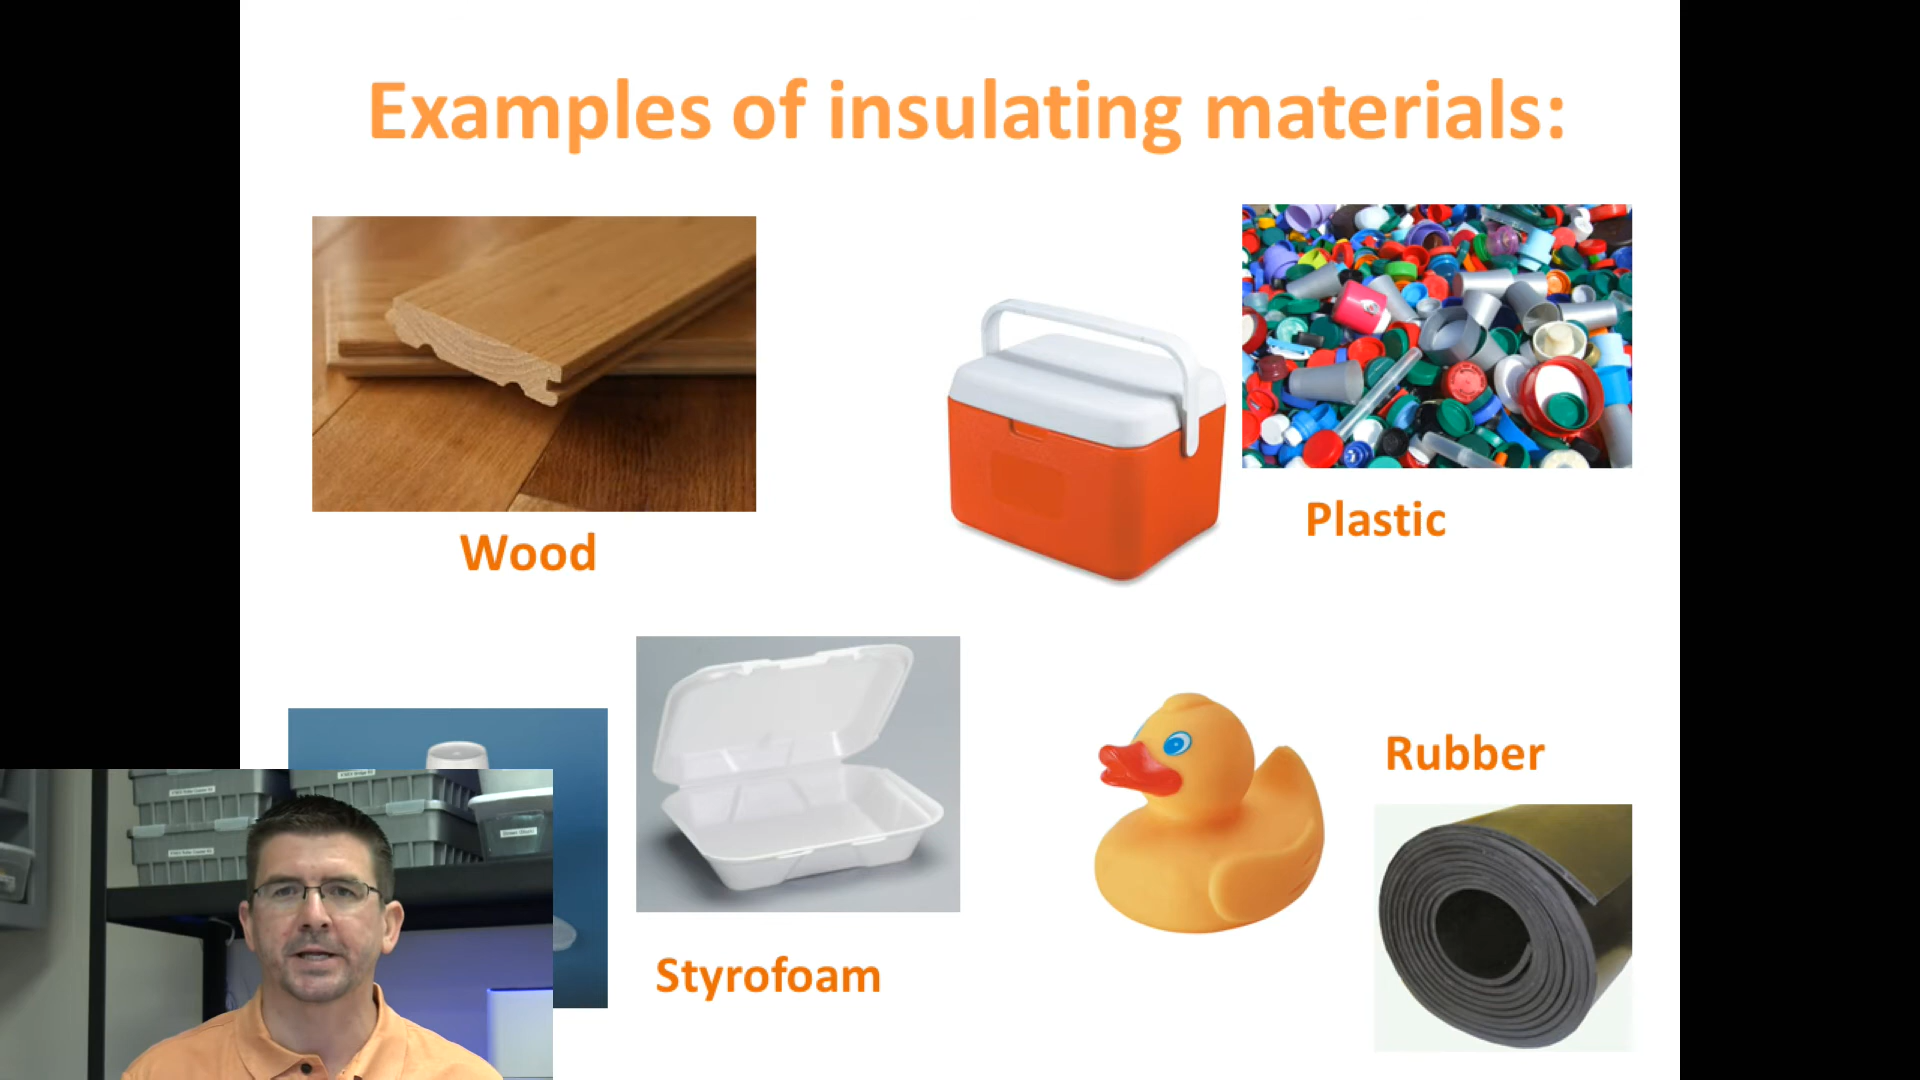 Examples of insulating materials:
Wood
Plastic
Styrofoam
Rubber